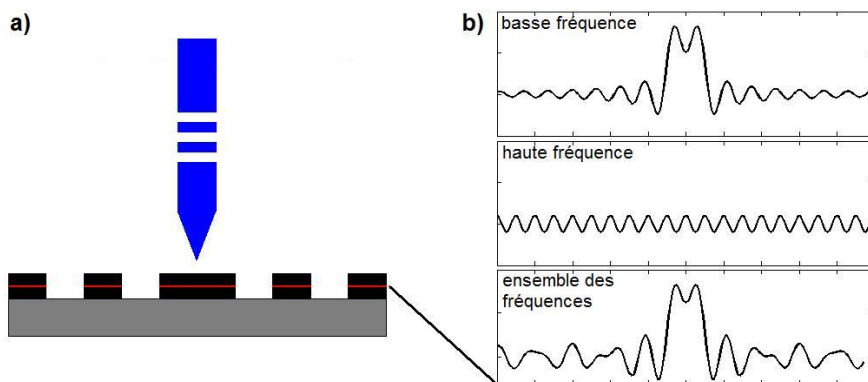 a)
b)
basse fréquence
haute fréquence
ensemble des
fréquences